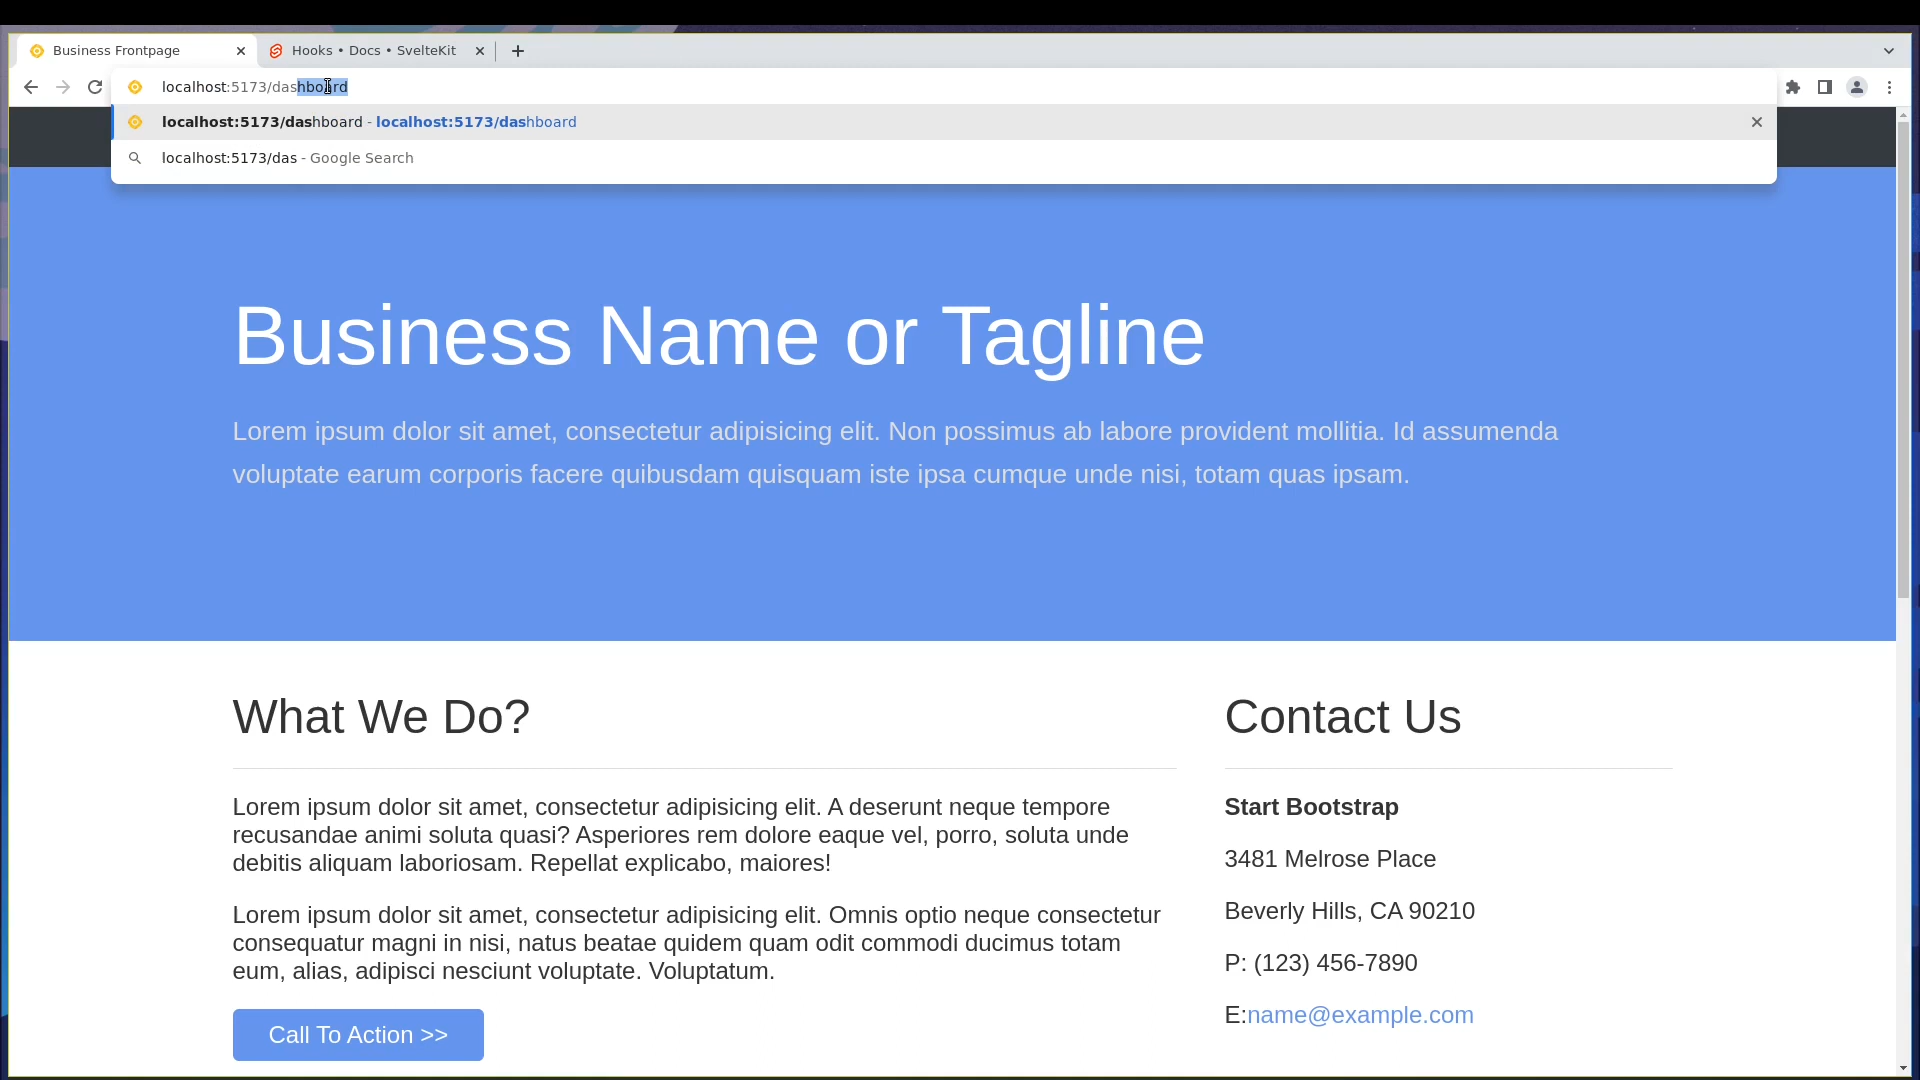 Business Frontpage
Hooks • Docs • SvelteKit
localhost:5173/dashboard
localhost:5173/dashboard - localhost:5173/dashboard
localhost:5173/das - Google Search
Business Name or Tagline
Lorem ipsum dolor sit amet, consectetur adipisicing elit. Non possimus ab labore provident mollitia. Id assumenda
voluptate earum corporis facere quibusdam quisquam iste ipsa cumque unde nisi, totam quas ipsam.
What We Do?
Lorem ipsum dolor sit amet, consectetur adipisicing elit. A deserunt neque tempore
recusandae animi soluta quasi? Asperiores rem dolore eaque vel, porro, soluta unde
debitis aliquam laboriosam. Repellat explicabo, maiores!
Lorem ipsum dolor sit amet, consectetur adipisicing elit. Omnis optio neque consectetur
consequatur magni in nisi, natus beatae quidem quam odit commodi ducimus totam
eum, alias, adipisci nesciunt voluptate. Voluptatum.
Call To Action >>
Contact Us
Start Bootstrap
3481 Melrose Place
Beverly Hills, CA 90210
P: (123) 456-7890
E:name@example.com